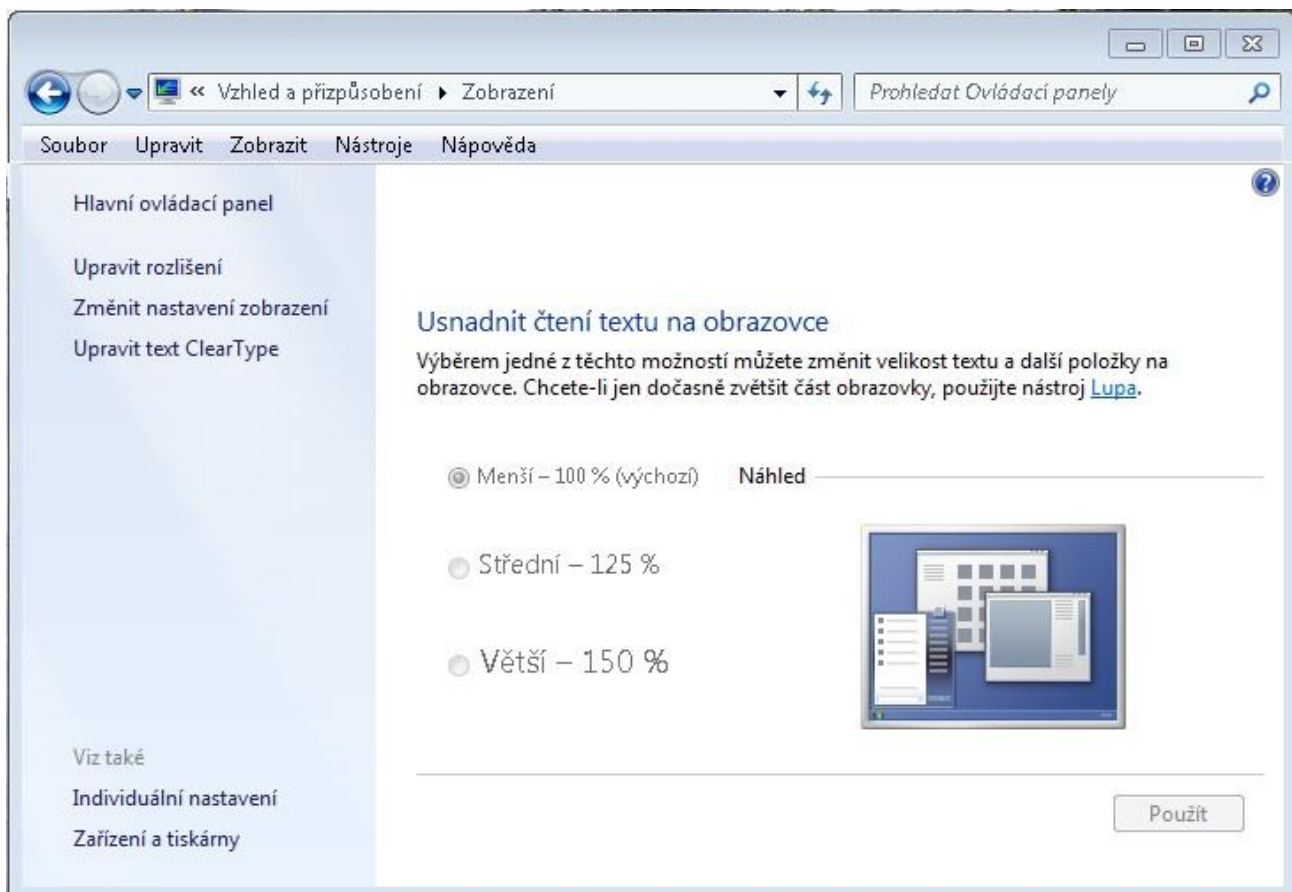 « Vzhled a přizpůsobení ▸ Zobrazení
Prohledat Ovládací panely
Soubor Upravit Zobrazit Nástroje Nápověda
Hlavní ovládací panel
Upravit rozlišení
Změnit nastavení zobrazení
Upravit text ClearType
Usnadnit čtení textu na obrazovce
Výběrem jedné z těchto možností můžete změnit velikost textu a další položky na
obrazovce. Chcete-li jen dočasně zvětšit část obrazovky, použijte nástroj Lupa.
Menší – 100 % (výchozí)
Náhled
Střední – 125 %
Větší – 150 %
Viz také
Individuální nastavení
Zařízení a tiskárny
Použít